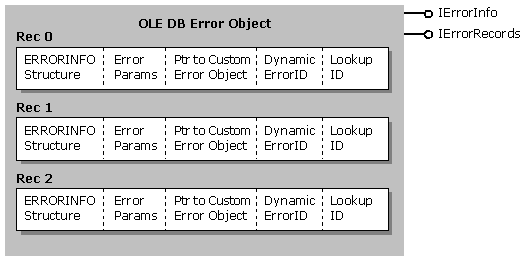 OLE DB Error Object
IErrorInfo
IErrorRecords
Rec 0
ERRORINFO Error Ptr to Custom Dynamic Lookup
Structure Params Error Object ErrorID ID
Rec 1
ERRORINFO Error Ptr to Custom Dynamic Lookup
Structure Params Error Object ErrorID ID
Rec 2
ERRORINFO Error Ptr to Custom Dynamic Lookup
Structure Params Error Object ErrorID ID